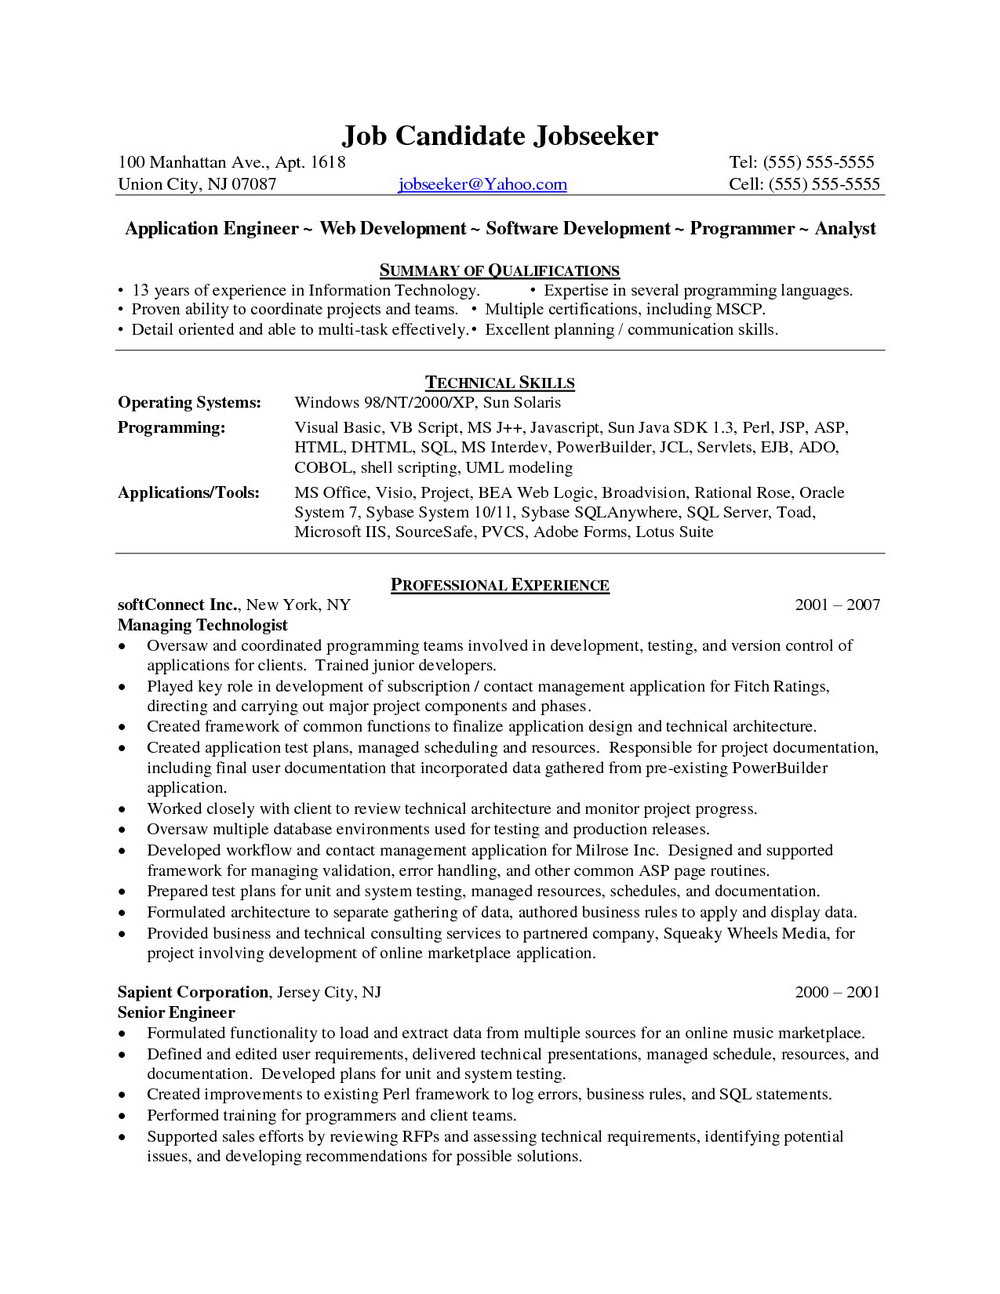 Job Candidate Jobseeker
100 Manhattan Ave., Apt. 1618 Tel: (555) 555-5555
Union City, NJ 07087 jobseeker@Yahoo.com Cell: (555) 555-5555
Application Engineer ~ Web Development ~ Software Development ~ Programmer ~ Analyst
SUMMARY OF QUALIFICATIONS
• 13 years of experience in Information Technology. • Expertise in several programming languages.
• Proven ability to coordinate projects and teams. • Multiple certifications, including MSCP.
• Detail oriented and able to multi-task effectively. • Excellent planning / communication skills.
TECHNICAL SKILLS
Operating Systems: Windows 98/NT/2000/XP, Sun Solaris
Programming: Visual Basic, VB Script, MS J++, Javascript, Sun Java SDK 1.3, Perl, JSP, ASP,
HTML, DHTML, SQL, MS Interdev, PowerBuilder, JCL, Servlets, EJB, ADO,
COBOL, shell scripting, UML modeling
Applications/Tools: MS Office, Visio, Project, BEA Web Logic, Broadvision, Rational Rose, Oracle
System 7, Sybase System 10/11, Sybase SQLAnywhere, SQL Server, Toad,
Microsoft IIS, SourceSafe, PVCS, Adobe Forms, Lotus Suite
PROFESSIONAL EXPERIENCE
softConnect Inc., New York, NY 2001 – 2007
Managing Technologist
• Oversaw and coordinated programming teams involved in development, testing, and version control of
applications for clients. Trained junior developers.
• Played key role in development of subscription / contact management application for Fitch Ratings,
directing and carrying out major project components and phases.
• Created framework of common functions to finalize application design and technical architecture.
• Created application test plans, managed scheduling and resources. Responsible for project documentation,
including final user documentation that incorporated data gathered from pre-existing PowerBuilder
application.
• Worked closely with client to review technical architecture and monitor project progress.
• Oversaw multiple database environments used for testing and production releases.
• Developed workflow and contact management application for Milrose Inc. Designed and supported
framework for managing validation, error handling, and other common ASP page routines.
• Prepared test plans for unit and system testing, managed resources, schedules, and documentation.
• Formulated architecture to separate gathering of data, authored business rules to apply and display data.
• Provided business and technical consulting services to partnered company, Squeaky Wheels Media, for
project involving development of online marketplace application.
Sapient Corporation, Jersey City, NJ 2000 – 2001
Senior Engineer
• Formulated functionality to load and extract data from multiple sources for an online music marketplace.
• Defined and edited user requirements, delivered technical presentations, managed schedule, resources, and
documentation. Developed plans for unit and system testing.
• Created improvements to existing Perl framework to log errors, business rules, and SQL statements.
• Performed training for programmers and client teams.
• Supported sales efforts by reviewing RFPs and assessing technical requirements, identifying potential
issues, and developing recommendations for possible solutions.